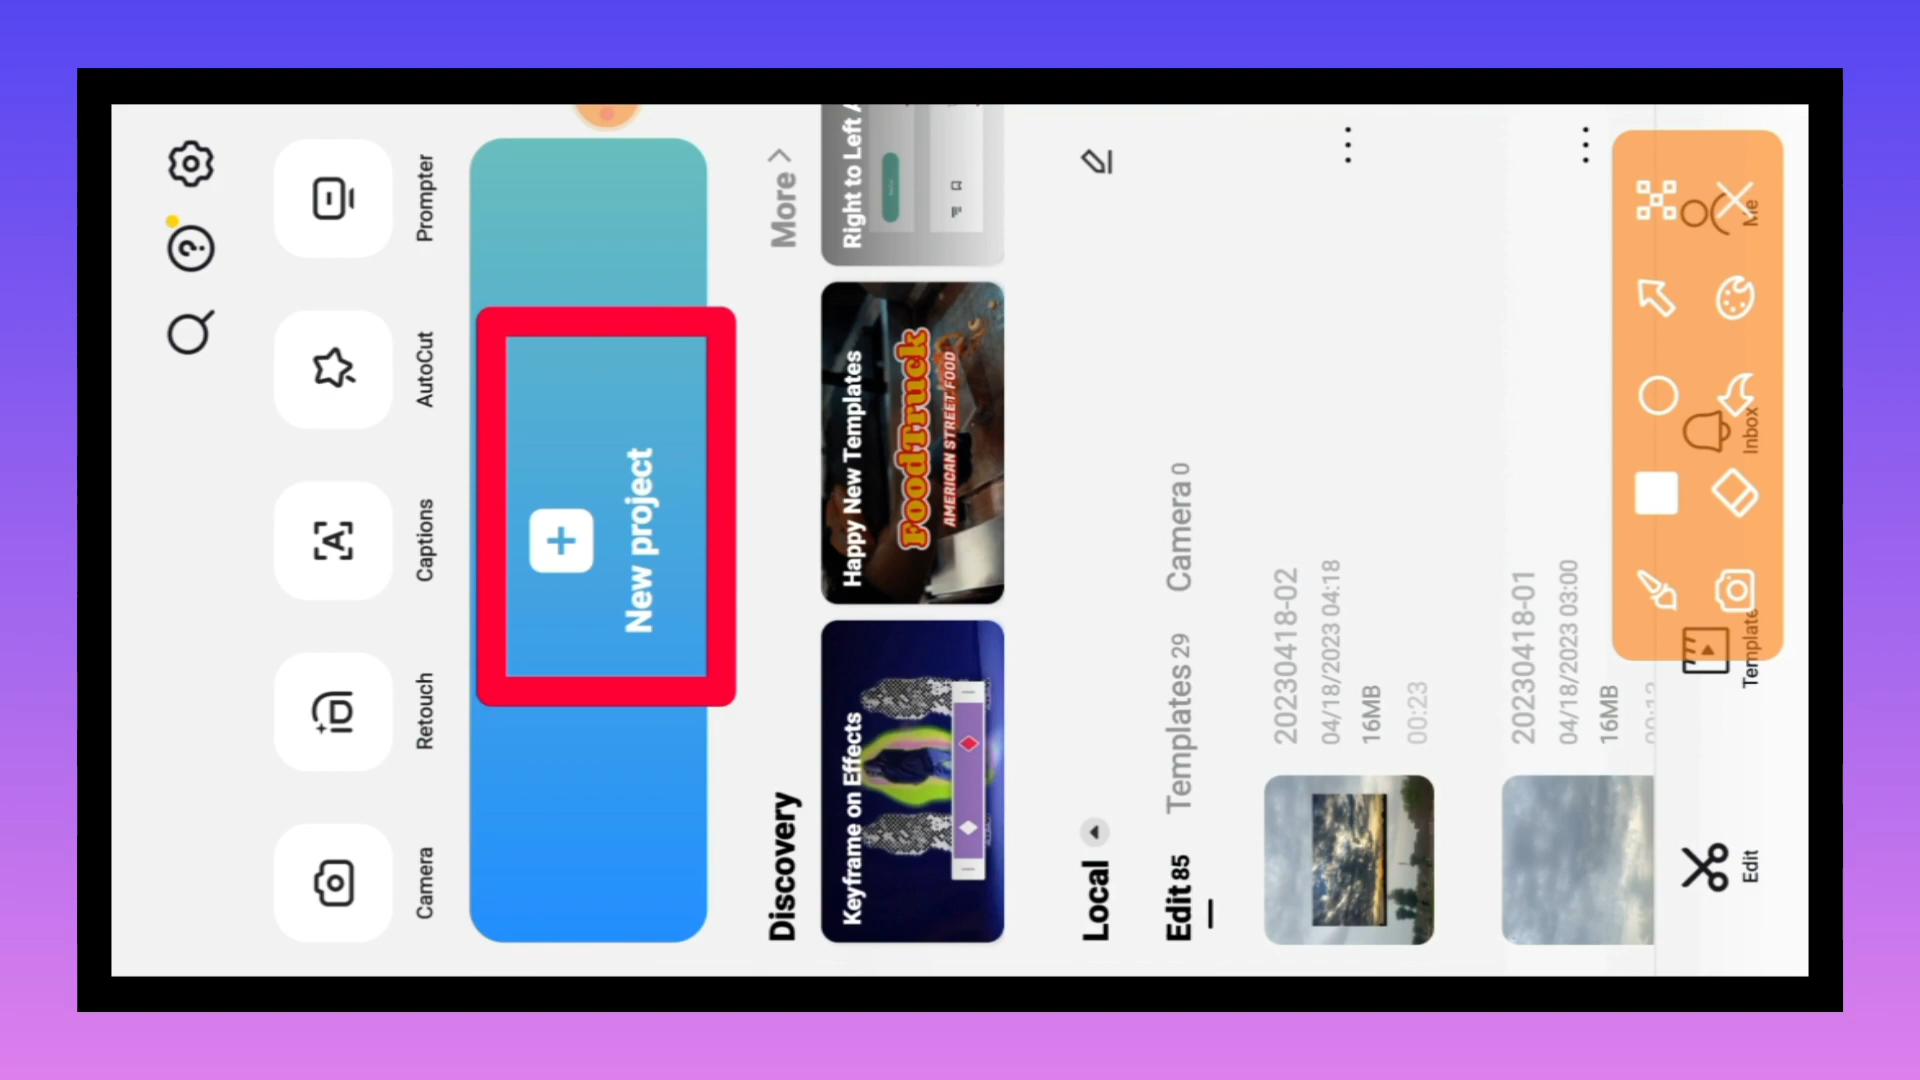 Camera
Retouch
Captions
AutoCut
Prompter
New project
Discovery
More >
Keyframe on Effects
Happy New Templates
FoodTruck
AMERICAN STREET FOOD
Right to Left
Local
Edit 85
Templates 29
Camera 0
20230418-02
04/18/2023 04:18
16MB
00:23
20230418-01
04/18/2023 03:00
16MB
Edit
Template
Inbox
Me